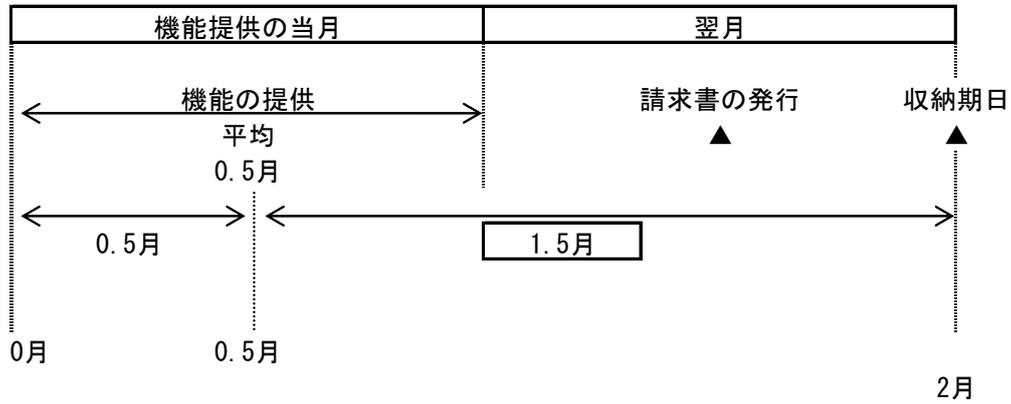 機能提供の当月 翌月
機能の提供 請求書の発行 収納期日
平均 ▲ ▲
0.5月
0.5月 1.5月
0月 0.5月
2月